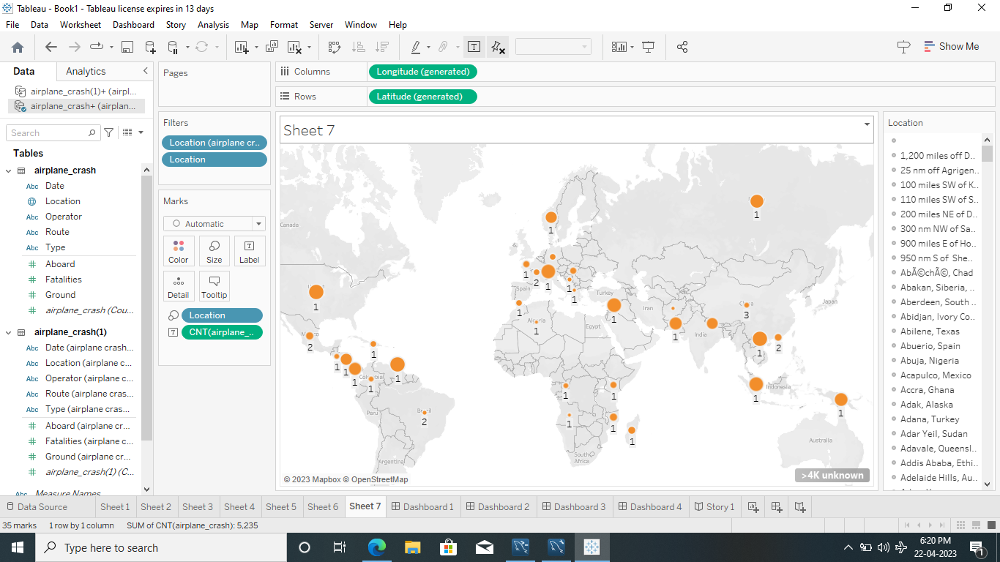 Tableau - Book1 - Tableau license expires in 13 days
File Data Worksheet Dashboard Story Analysis Map Format Server Window Help
Show Me
Data Analytics
airplane_crash(1)+ (airpl...
airplane_crash+ (airplan...
Search
Tables
airplane_crash
Abc Date
Location
Abc Operator
Abc Route
Abc Type
Aboard
Fatalities
Ground
airplane_crash (Cou...
airplane_crash(1)
Abc Date (airplane crash...
Abc Location (airplane c...
Abc Operator (airplane c...
Abc Route (airplane cras...
Abc Type (airplane cras...
Aboard (airplane cr...
Fatalities (airplane c...
Ground (airplane cr...
airplane_crash(1) (C...
Abc Measure Names
Pages
Filters
Location (airplane cr..
Location
Marks
Automatic
Color Size Label
Detail Tooltip
Location
CNT(airplane_..
Columns Longitude (generated)
Rows Latitude (generated)
Sheet 7
Canada
1
1
1 2 1
Spain
1
1
Turkey
Japan
1
1
1
Iran
3
Algeria
1
Egypt
1
India
2
1
1
1
1
1
1
1
2
Indonesia
1
1
1
1
Peru
Brazil
2
1
1
1
Australia
South
Africa
Argentina
© 2023 Mapbox © OpenStreetMap
>4K unknown
Location
1,200 miles off D..
25 nm off Agrigen..
100 miles SW of K..
110 miles SW of S..
200 miles NE of D..
300 nm NW of Sa..
900 miles E of Ho..
950 nm S of She..
AbÃ©chÃ©, Chad
Abakan, Siberia, ..
Aberdeen, South ..
Abidjan, Ivory Co..
Abilene, Texas
Abuerio, Spain
Abuja, Nigeria
Acapulco, Mexico
Accra, Ghana
Adak, Alaska
Adana, Turkey
Adar Yeil, Sudan
Adavale, Queensl..
Addis Ababa, Ethi..
Adelaide Hills, Au..
Data Source Sheet 1 Sheet 2 Sheet 3 Sheet 4 Sheet 5 Sheet 6 Sheet 7 Dashboard 1 Dashboard 2 Dashboard 3 Dashboard 4 Story 1
35 marks 1 row by 1 column SUM of CNT(airplane_crash): 5,235
Type here to search
6:20 PM
22-04-2023
1